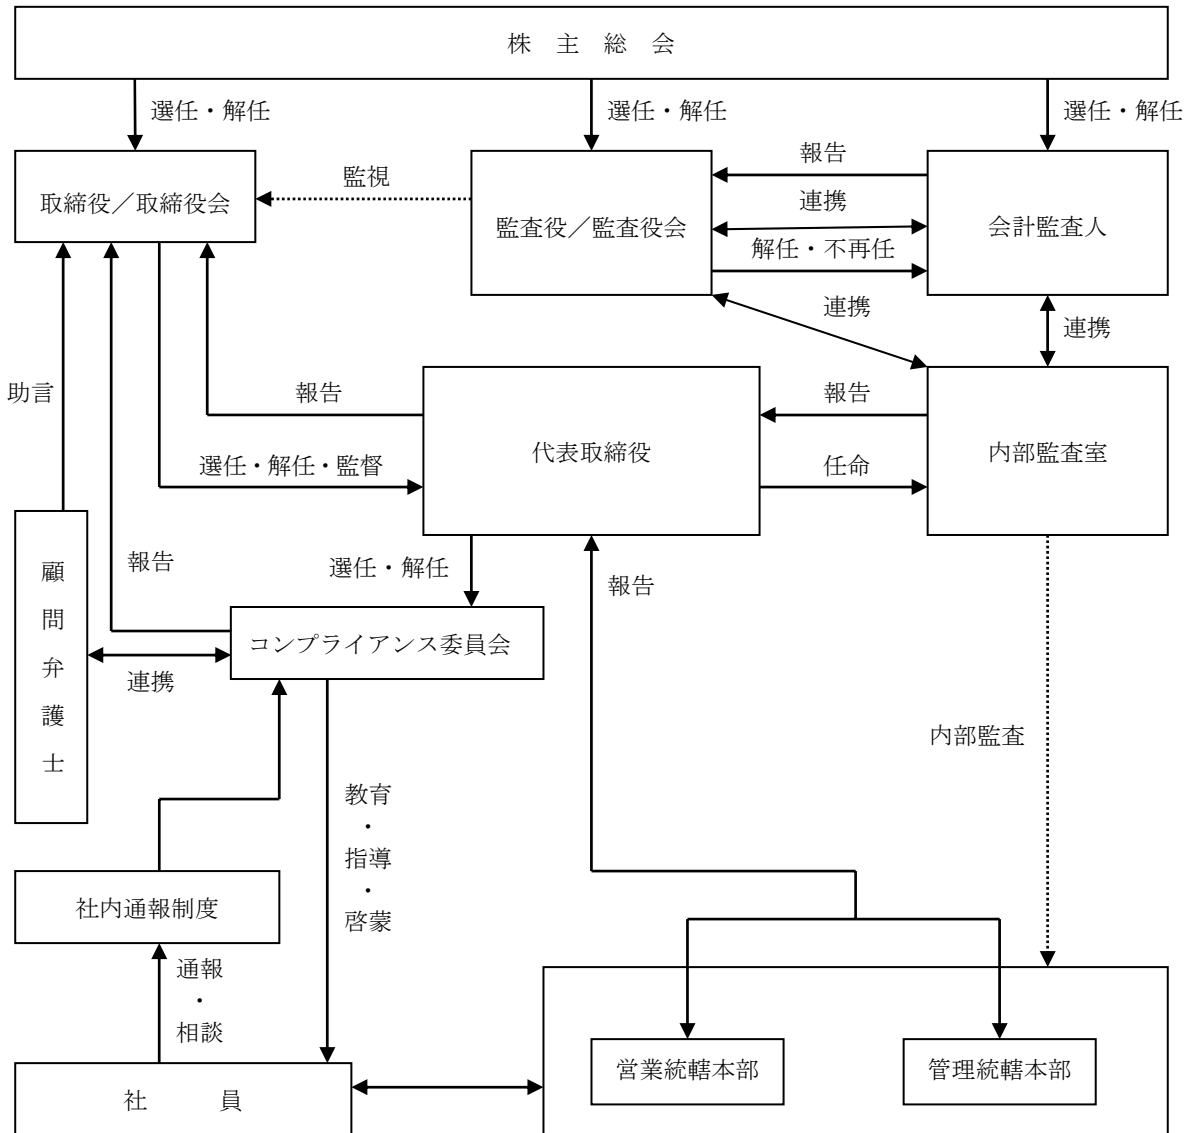 株　主　総　会
選任・解任
選任・解任
選任・解任
取締役／取締役会
監視
監査役／監査役会
報告
連携
解任・不再任
会計監査人
連携
連携
助言
報告
選任・解任・監督
代表取締役
報告
任命
内部監査室
顧問弁護士
報告
選任・解任
報告
コンプライアンス委員会
連携
内部監査
教育・指導・啓蒙
社内通報制度
通報・相談
営業統轄本部
管理統轄本部
社　　　員